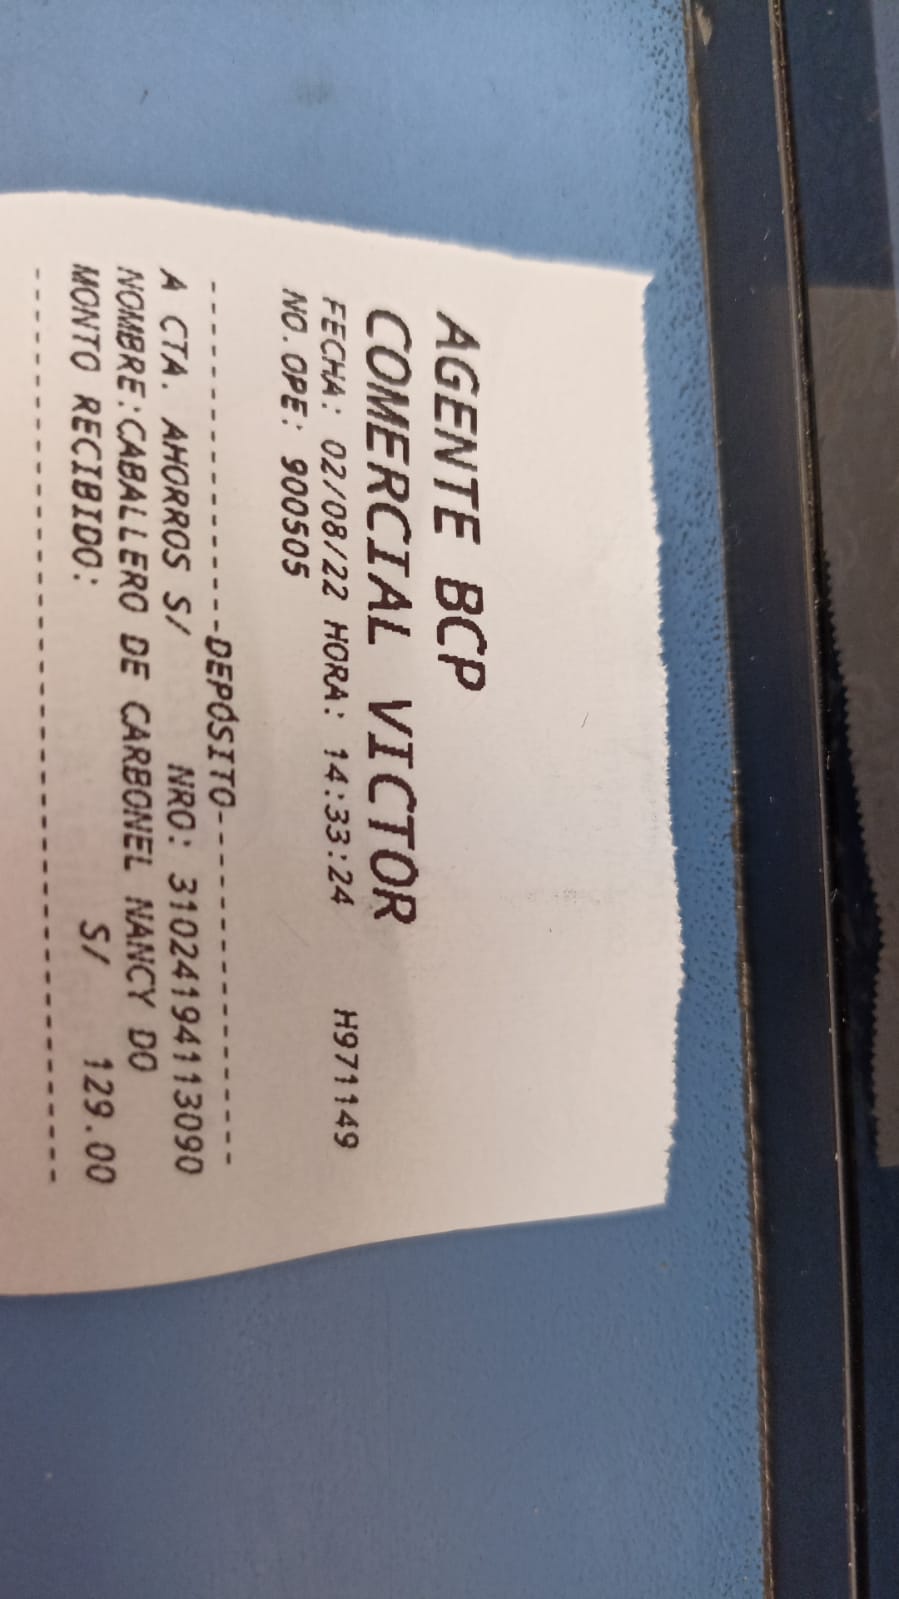 AGENTE BCP
COMERCIAL VICTOR
FECHA: 02/08/22 HORA: 14:33:24 H971149
NO.OPE: 900505
------------------DEPÓSITO------------------
A CTA. AHORROS S/ NRO: 31024194113090
NOMBRE:CABALLERO DE CARBONEL NANCY DO
MONTO RECIBIDO: S/ 129.00
--------------------------------------------